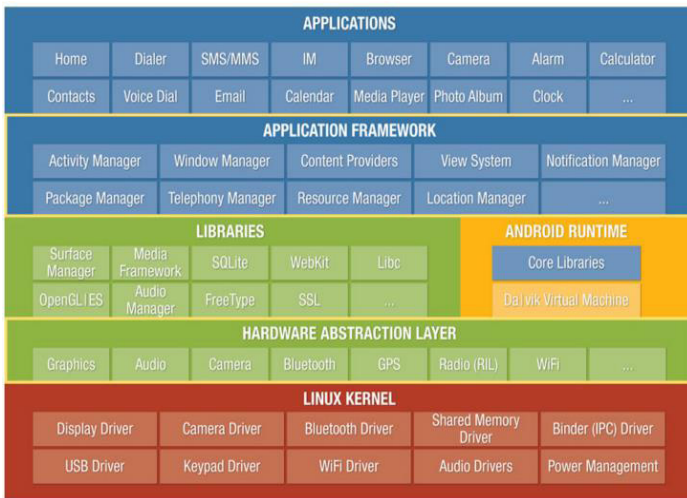 APPLICATIONS
Home Dialer SMS/MMS IM Browser Camera Alarm Calculator
Contacts Voice Dial Email Calendar Media Player Photo Album Clock ...
APPLICATION FRAMEWORK
Activity Manager Window Manager Content Providers View System Notification Manager
Package Manager Telephony Manager Resource Manager Location Manager ...
LIBRARIES
Surface Manager Media Framework SQLite WebKit Libc
OpenGL|ES Audio Manager FreeType SSL ...
ANDROID RUNTIME
Core Libraries
Da|vik Virtual Machine
HARDWARE ABSTRACTION LAYER
Graphics Audio Camera Bluetooth GPS Radio (RIL) WiFi ...
LINUX KERNEL
Display Driver Camera Driver Bluetooth Driver Shared Memory Driver Binder (IPC) Driver
USB Driver Keypad Driver WiFi Driver Audio Drivers Power Management